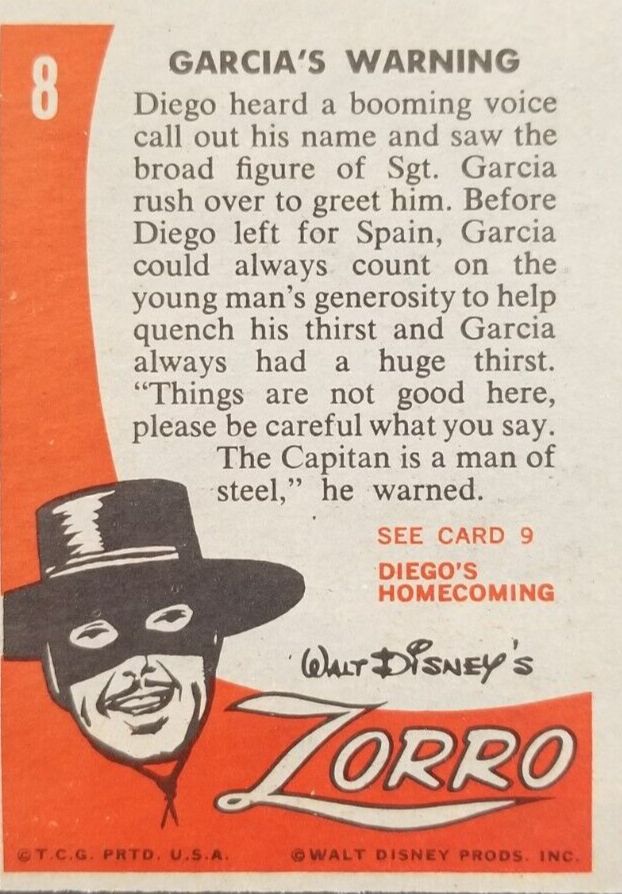 8
GARCIA'S WARNING
Diego heard a booming voice
call out his name and saw the
broad figure of Sgt. Garcia
rush over to greet him. Before
Diego left for Spain, Garcia
could always count on the
young man's generosity to help
quench his thirst and Garcia
always had a huge thirst.
“Things are not good here,
please be careful what you say.
The Capitan is a man of
steel,” he warned.
SEE CARD 9
DIEGO'S
HOMECOMING
WALT DISNEY'S
ZORRO
©T.C.G. PRTD. U.S.A.
©WALT DISNEY PRODS. INC.